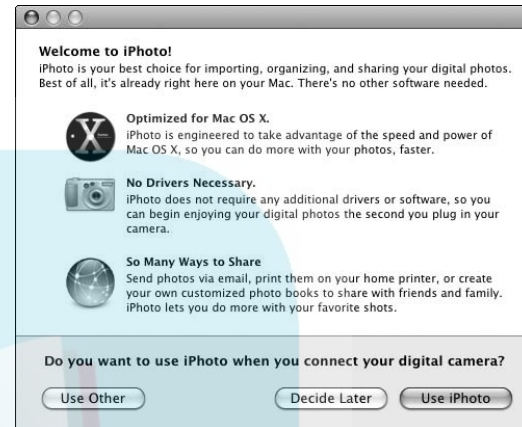 Welcome to iPhoto!
iPhoto is your best choice for importing, organizing, and sharing your digital photos.
Best of all, it's already right here on your Mac. There's no other software needed.
Optimized for Mac OS X.
iPhoto is engineered to take advantage of the speed and power of
Mac OS X, so you can do more with your photos, faster.
No Drivers Necessary.
iPhoto does not require any additional drivers or software, so you
can begin enjoying your digital photos the second you plug in your
camera.
So Many Ways to Share
Send photos via email, print them on your home printer, or create
your own customized photo books to share with friends and family.
iPhoto lets you do more with your favorite shots.
Do you want to use iPhoto when you connect your digital camera?
Use Other
Decide Later
Use iPhoto